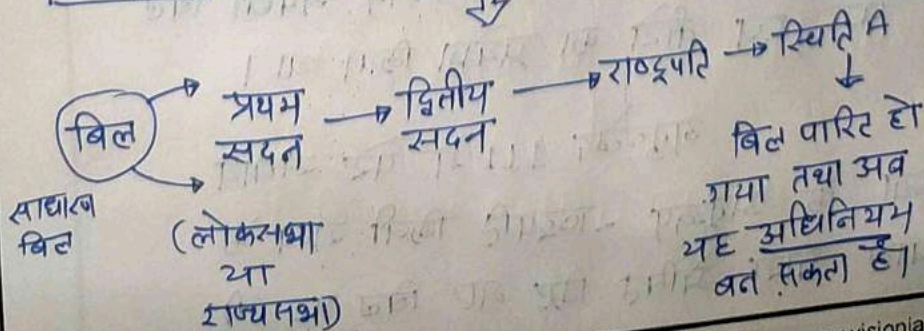 बिल
साधारण
बिल
प्रथम
सदन
(लोकसभा
या
राज्यसभा)
द्वितीय
सदन
राष्ट्रपति
स्थिति A
बिल पारित हो
गया तथा अब
यह अधिनियम
बन सकता है।